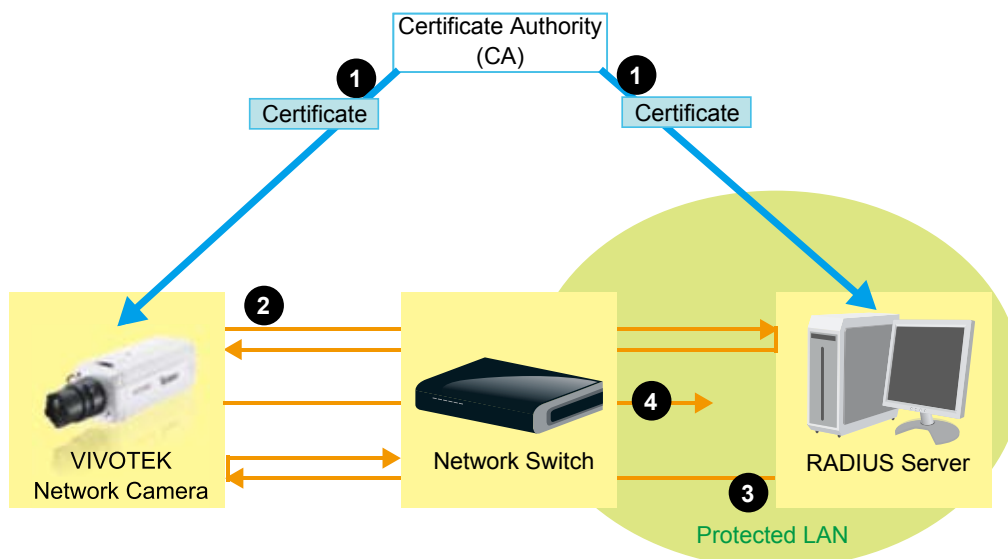 Certificate Authority
(CA)
1
1
Certificate
Certificate
2
4
VIVOTEK
Network Camera
Network Switch
RADIUS Server
3
Protected LAN